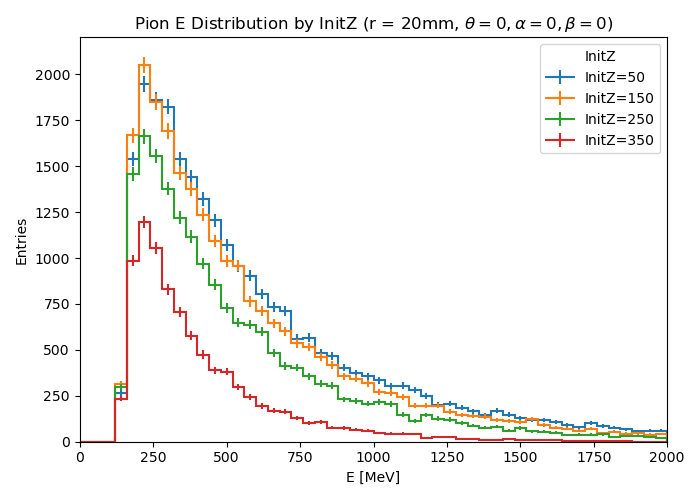 Pion E Distribution by InitZ (r = 20mm, θ = 0, α = 0, β = 0)
InitZ
InitZ=50
InitZ=150
InitZ=250
InitZ=350
Entries
2000
1750
1500
1250
1000
750
500
250
0
0 250 500 750 1000 1250 1500 1750 2000
E [MeV]